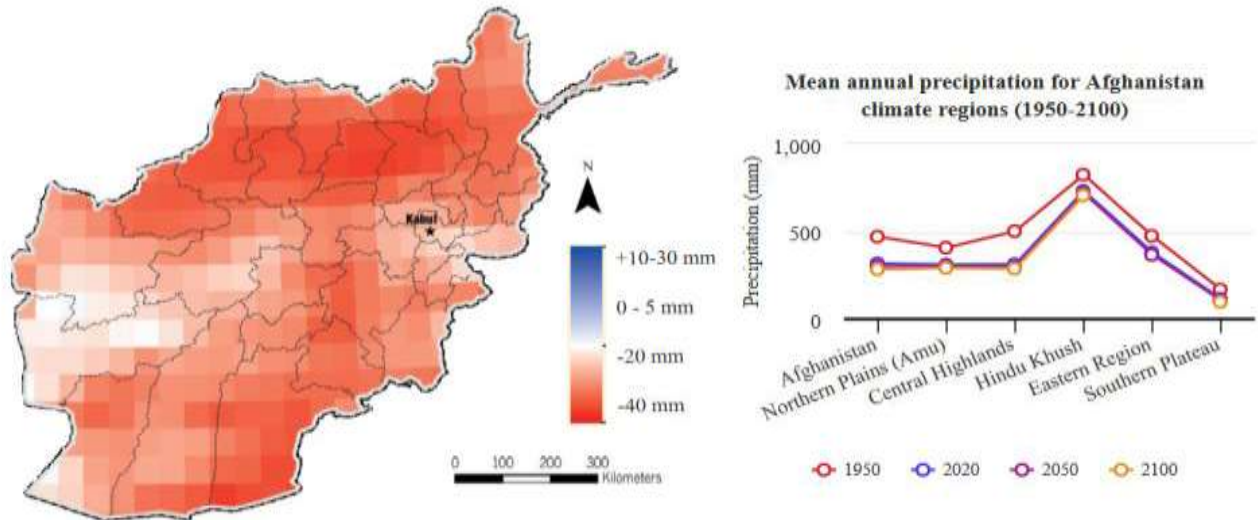 Kabul
N
+10-30 mm
0 - 5 mm
-20 mm
-40 mm
0 100 200 300
Kilometers
Mean annual precipitation for Afghanistan
climate regions (1950-2100)
Precipitation (mm)
1,000
500
0
Afghanistan
Northern Plains (Amu)
Central Highlands
Hindu Khush
Eastern Region
Southern Plateau
1950 2020 2050 2100